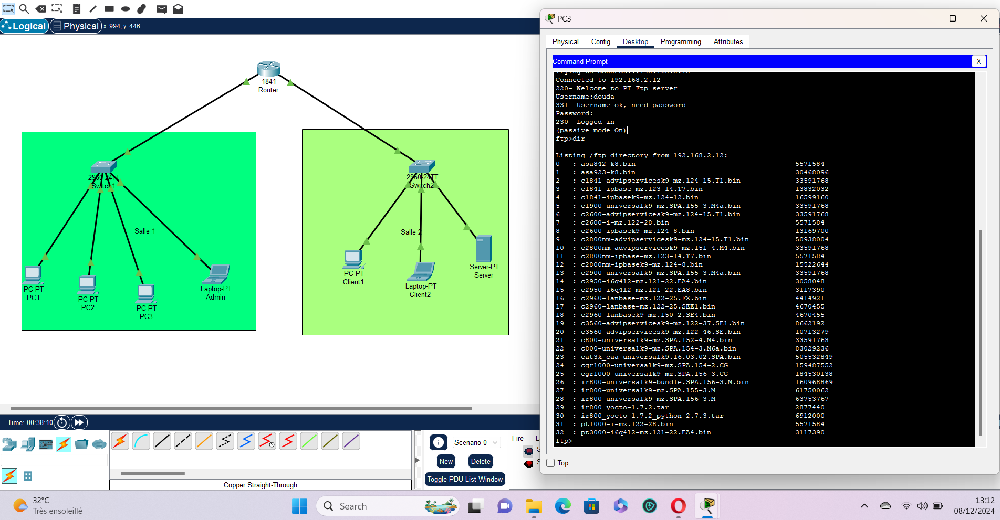 Logical Physical x: 994, y: 446
1841
Router
2960-24TT
Switch1
Salle 1
PC-PT
PC1
PC-PT
PC2
PC-PT
PC3
Laptop-PT
Admin
2960-24TT
Switch2
Salle 2
PC-PT
Client1
Laptop-PT
Client2
Server-PT
Server
Time: 00:38:10
Copper Straight-Through
Scenario 0
New Delete
Toggle PDU List Window
Fire L
S
S
PC3
Physical Config Desktop Programming Attributes
Command Prompt X
Trying to connect...192.168.2.12
Connected to 192.168.2.12
220- Welcome to PT Ftp server
Username:douda
331- Username ok, need password
Password:
230- Logged in
(passive mode On)
ftp>dir
Listing /ftp directory from 192.168.2.12:
0 : asa842-k8.bin 5571584
1 : asa923-k8.bin 30468096
2 : c1841-advipservicesk9-mz.124-15.T1.bin 33591768
3 : c1841-ipbase-mz.123-14.T7.bin 13832032
4 : c1841-ipbasek9-mz.124-12.bin 16599160
5 : c1900-universalk9-mz.SPA.155-3.M4a.bin 33591768
6 : c2600-advipservicesk9-mz.124-15.T1.bin 33591768
7 : c2600-i-mz.122-28.bin 5571584
8 : c2600-ipbasek9-mz.124-8.bin 13169700
9 : c2800nm-advipservicesk9-mz.124-15.T1.bin 50938004
10 : c2800nm-advipservicesk9-mz.151-4.M4.bin 33591768
11 : c2800nm-ipbase-mz.123-14.T7.bin 5571584
12 : c2800nm-ipbasek9-mz.124-8.bin 15522644
13 : c2900-universalk9-mz.SPA.155-3.M4a.bin 33591768
14 : c2950-i6q4l2-mz.121-22.EA4.bin 3058048
15 : c2950-i6q4l2-mz.121-22.EA8.bin 3117390
16 : c2960-lanbase-mz.122-25.FX.bin 4414921
17 : c2960-lanbase-mz.122-25.SEE1.bin 4670455
18 : c2960-lanbasek9-mz.150-2.SE4.bin 4670455
19 : c3560-advipservicesk9-mz.122-37.SE1.bin 8662192
20 : c3560-advipservicesk9-mz.122-46.SE.bin 10713279
21 : c800-universalk9-mz.SPA.152-4.M4.bin 33591768
22 : c800-universalk9-mz.SPA.154-3.M6a.bin 83029236
23 : cat3k_caa-universalk9.16.03.02.SPA.bin 505532849
24 : cgr1000-universalk9-mz.SPA.154-2.CG 159487552
25 : cgr1000-universalk9-mz.SPA.156-3.CG 184530138
26 : ir800-universalk9-bundle.SPA.156-3.M.bin 160968869
27 : ir800-universalk9-mz.SPA.155-3.M 61750062
28 : ir800-universalk9-mz.SPA.156-3.M 63753767
29 : ir800_yocto-1.7.2.tar 2877440
30 : ir800_yocto-1.7.2_python-2.7.3.tar 6912000
31 : pt1000-i-mz.122-28.bin 5571584
32 : pt3000-i6q4l2-mz.121-22.EA4.bin 3117390
ftp>
Top
32°C
Très ensoleillé
Search
13:12
08/12/2024